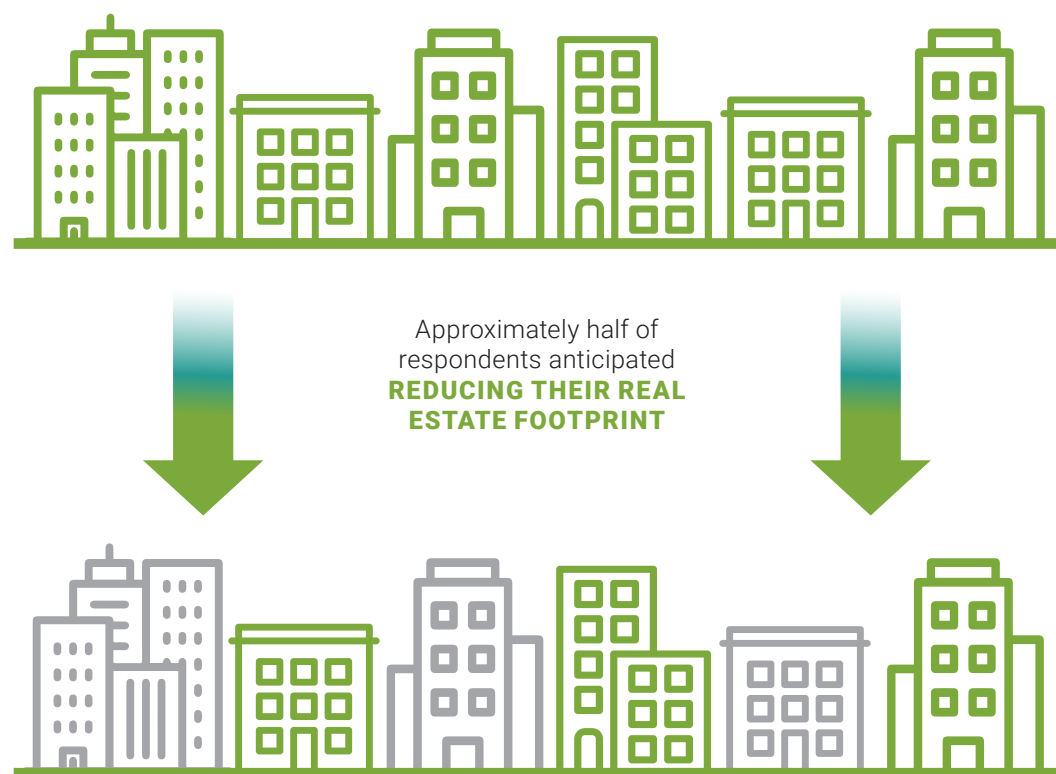 Approximately half of
respondents anticipated
REDUCING THEIR REAL
ESTATE FOOTPRINT